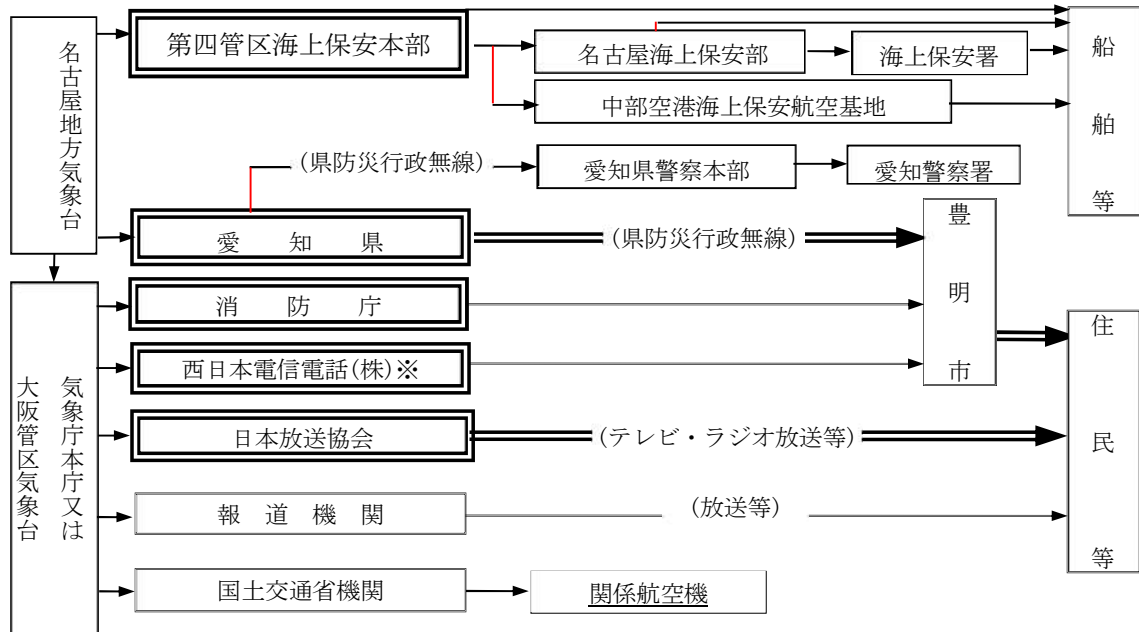 名古屋地方気象台
第四管区海上保安本部
名古屋海上保安部
海上保安署
船舶等
中部空港海上保安航空基地
(県防災行政無線)
愛知県警察本部
愛知警察署
愛知県
(県防災行政無線)
豊明市
気象庁本庁又は
大阪管区気象台
消防庁
西日本電信電話(株)※
日本放送協会
(テレビ・ラジオ放送等)
住民等
報道機関
(放送等)
国土交通省機関
関係航空機